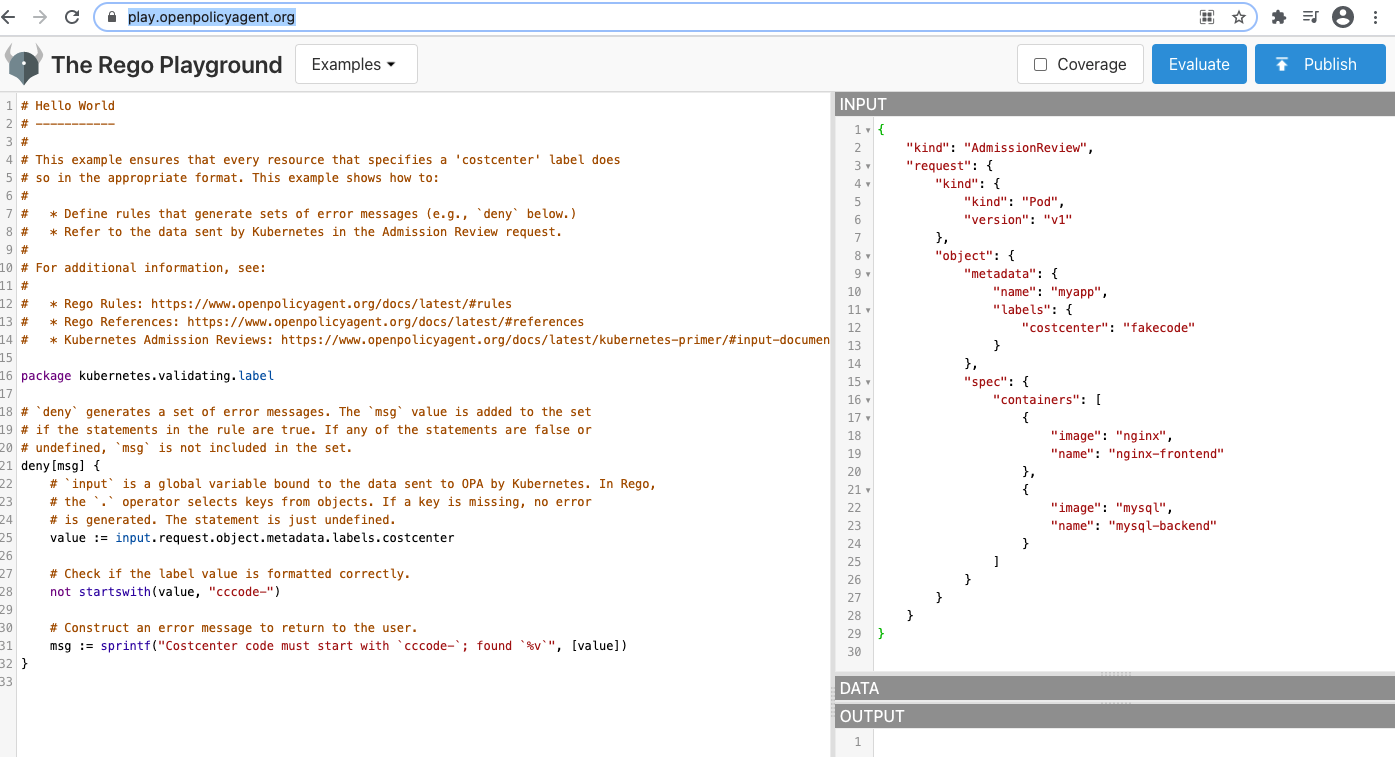 play.openpolicyagent.org
The Rego Playground
Examples
Coverage
Evaluate
Publish
1 # Hello World
2 # -----------
3 #
4 # This example ensures that every resource that specifies a 'costcenter' label does
5 # so in the appropriate format. This example shows how to:
6 #
7 #   * Define rules that generate sets of error messages (e.g., `deny` below.)
8 #   * Refer to the data sent by Kubernetes in the Admission Review request.
9 #
10 # For additional information, see:
11 #
12 #   * Rego Rules: https://www.openpolicyagent.org/docs/latest/#rules
13 #   * Rego References: https://www.openpolicyagent.org/docs/latest/#references
14 #   * Kubernetes Admission Reviews: https://www.openpolicyagent.org/docs/latest/kubernetes-primer/#input-documen
15
16 package kubernetes.validating.label
17
18 # `deny` generates a set of error messages. The `msg` value is added to the set
19 # if the statements in the rule are true. If any of the statements are false or
20 # undefined, `msg` is not included in the set.
21 deny[msg] {
22     # `input` is a global variable bound to the data sent to OPA by Kubernetes. In Rego,
23     # the `.` operator selects keys from objects. If a key is missing, no error
24     # is generated. The statement is just undefined.
25     value := input.request.object.metadata.labels.costcenter
26
27     # Check if the label value is formatted correctly.
28     not startswith(value, "cccode-")
29
30     # Construct an error message to return to the user.
31     msg := sprintf("Costcenter code must start with `cccode-`; found `%v`", [value])
32 }
33
INPUT
1 {
2     "kind": "AdmissionReview",
3     "request": {
4         "kind": {
5             "kind": "Pod",
6             "version": "v1"
7         },
8         "object": {
9             "metadata": {
10                 "name": "myapp",
11                 "labels": {
12                     "costcenter": "fakecode"
13                 }
14             },
15             "spec": {
16                 "containers": [
17                     {
18                         "image": "nginx",
19                         "name": "nginx-frontend"
20                     },
21                     {
22                         "image": "mysql",
23                         "name": "mysql-backend"
24                     }
25                 ]
26             }
27         }
28     }
29 }
30
DATA
OUTPUT
1